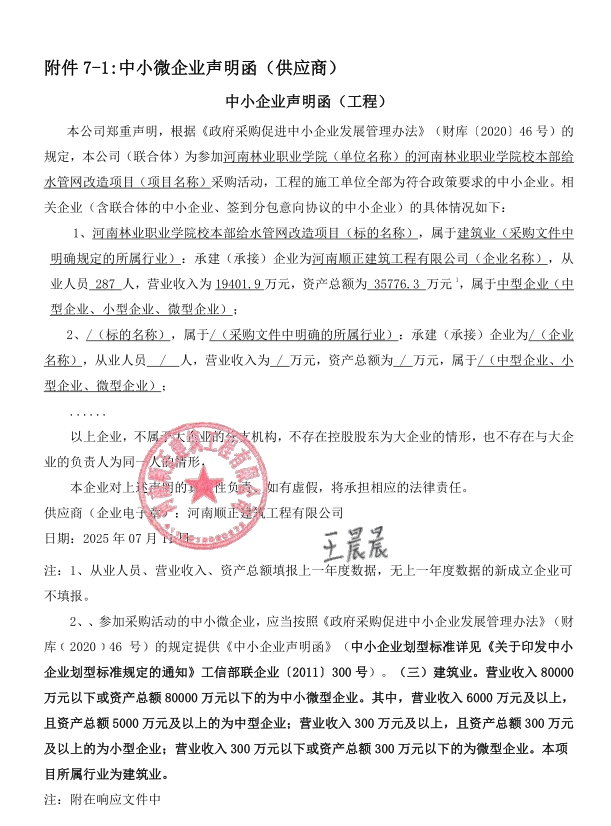 附件 7-1:中小微企业声明函（供应商）
中小企业声明函（工程）
本公司郑重声明，根据《政府采购促进中小企业发展管理办法》（财库〔2020〕46 号）的
规定，本公司（联合体）为参加河南林业职业学院（单位名称）的河南林业职业学院校本部给
水管网改造项目（项目名称）采购活动，工程的施工单位全部为符合政策要求的中小企业。相
关企业（含联合体的中小企业、签到分包意向协议的中小企业）的具体情况如下：
1、河南林业职业学院校本部给水管网改造项目（标的名称），属于建筑业（采购文件中
明确规定的所属行业）；承建（承接）企业为河南顺正建筑工程有限公司（企业名称），从
业人员 287 人，营业收入为 19401.9 万元，资产总额为 35776.3 万元¹，属于中型企业（中
型企业、小型企业、微型企业）；
2、/（标的名称），属于/（采购文件中明确的所属行业）；承建（承接）企业为/（企业
名称），从业人员 / 人，营业收入为 / 万元，资产总额为 / 万元，属于/（中型企业、小
型企业、微型企业）；
......
以上企业，不属于大企业的分支机构，不存在控股股东为大企业的情形，也不存在与大企
业的负责人为同一人的情形。
本企业对上述声明的真实性负责。如有虚假，将承担相应的法律责任。
供应商（企业电子章）：河南顺正建筑工程有限公司
日期：2025 年 07 月 11 日
河南顺正建筑工程有限公司
王晨晨
注：1、从业人员、营业收入、资产总额填报上一年度数据，无上一年度数据的新成立企业可
不填报。
2、、参加采购活动的中小微企业，应当按照《政府采购促进中小企业发展管理办法》（财
库﹝2020﹞46 号）的规定提供《中小企业声明函》（中小企业划型标准详见《关于印发中小
企业划型标准规定的通知》工信部联企业【2011】300 号）。（三）建筑业。营业收入 80000
万元以下或资产总额 80000 万元以下的为中小微型企业。其中，营业收入 6000 万元及以上，
且资产总额 5000 万元及以上的为中型企业；营业收入 300 万元及以上，且资产总额 300 万元
及以上的为小型企业；营业收入 300 万元以下或资产总额 300 万元以下的为微型企业。本项
目所属行业为建筑业。
注：附在响应文件中